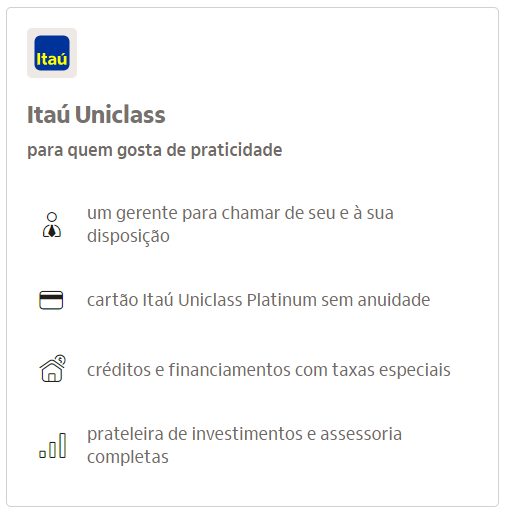 Itaú
Itaú Uniclass
para quem gosta de praticidade
um gerente para chamar de seu e à sua
disposição
cartão Itaú Uniclass Platinum sem anuidade
créditos e financiamentos com taxas especiais
prateleira de investimentos e assessoria
completas